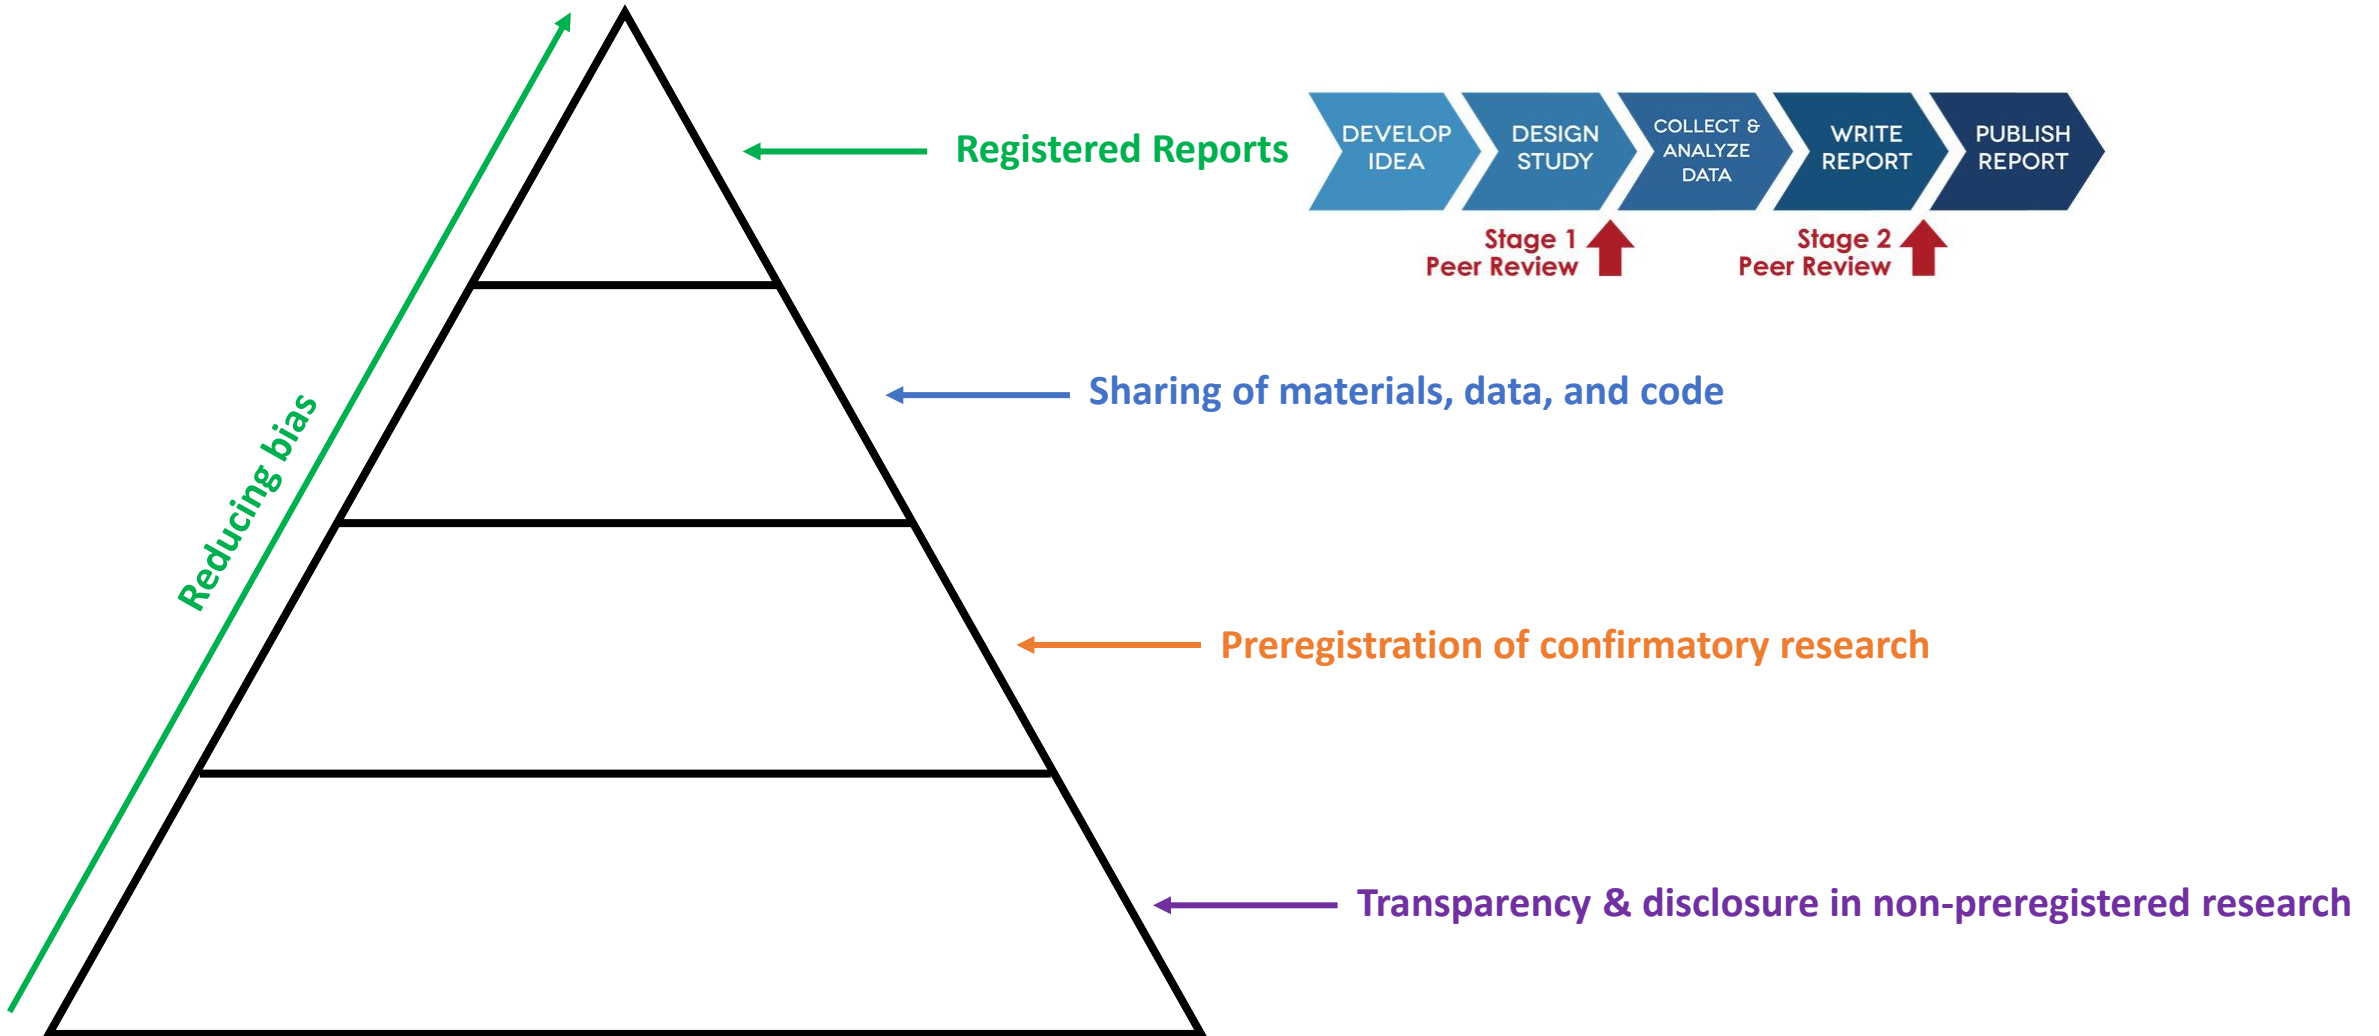 Registered Reports
DEVELOP
IDEA
DESIGN
STUDY
COLLECT &
ANALYZE
DATA
WRITE
REPORT
PUBLISH
REPORT
Stage 1
Peer Review
Stage 2
Peer Review
Sharing of materials, data, and code
Reducing bias
Preregistration of confirmatory research
Transparency & disclosure in non-preregistered research